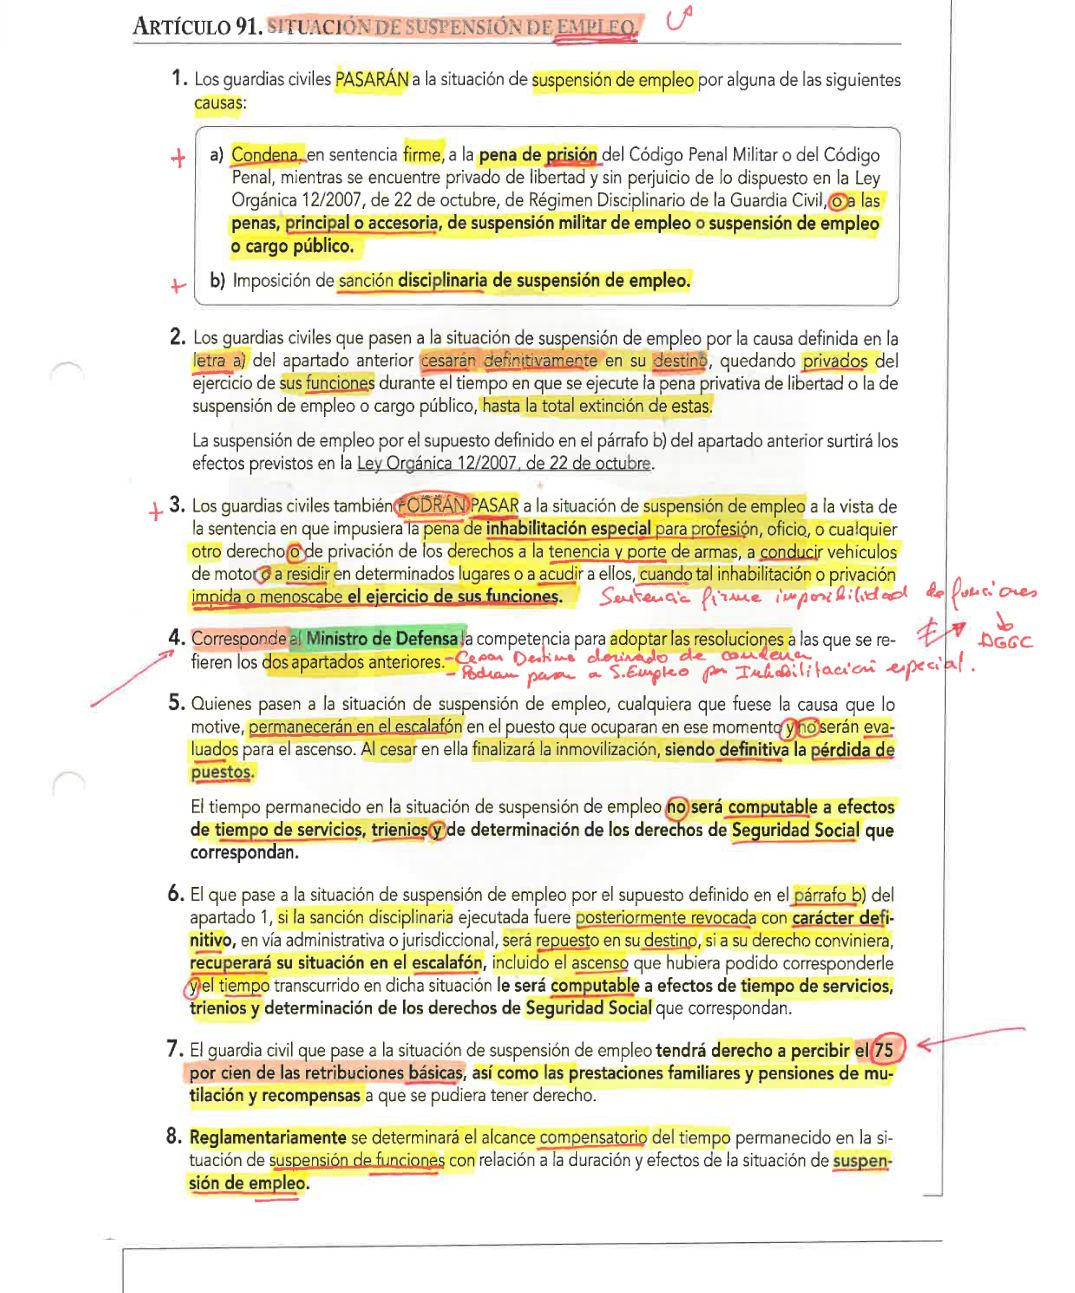 ARTÍCULO 91. SITUACIÓN DE SUSPENSIÓN DE EMPLEO.
1. Los guardias civiles PASARÁN a la situación de suspensión de empleo por alguna de las siguientes
causas:
+ a) Condena, en sentencia firme, a la pena de prisión del Código Penal Militar o del Código
Penal, mientras se encuentre privado de libertad y sin perjuicio de lo dispuesto en la Ley
Orgánica 12/2007, de 22 de octubre, de Régimen Disciplinario de la Guardia Civil, o a las
penas, principal o accesoria, de suspensión militar de empleo o suspensión de empleo
o cargo público.
+ b) Imposición de sanción disciplinaria de suspensión de empleo.
2. Los guardias civiles que pasen a la situación de suspensión de empleo por la causa definida en la
letra a) del apartado anterior cesarán definitivamente en su destino, quedando privados del
ejercicio de sus funciones durante el tiempo en que se ejecute la pena privativa de libertad o la de
suspensión de empleo o cargo público, hasta la total extinción de estas.
La suspensión de empleo por el supuesto definido en el párrafo b) del apartado anterior surtirá los
efectos previstos en la Ley Orgánica 12/2007, de 22 de octubre.
+ 3. Los guardias civiles también PODRÁN PASAR a la situación de suspensión de empleo a la vista de
la sentencia en que impusiera la pena de inhabilitación especial para profesión, oficio, o cualquier
otro derecho o de privación de los derechos a la tenencia y porte de armas, a conducir vehículos
de motor o a residir en determinados lugares o a acudir a ellos, cuando tal inhabilitación o privación
impida o menoscabe el ejercicio de sus funciones. Sentencia firme imposibilidad de funciones
4. Corresponde al Ministro de Defensa la competencia para adoptar las resoluciones a las que se re-
DGGC
fieren los dos apartados anteriores. - Cesar Destino derivado de condena
- Podran pasar a S. Empleo por Inhabilitación especial.
5. Quienes pasen a la situación de suspensión de empleo, cualquiera que fuese la causa que lo
motive, permanecerán en el escalafón en el puesto que ocuparan en ese momento y no serán eva-
luados para el ascenso. Al cesar en ella finalizará la inmovilización, siendo definitiva la pérdida de
puestos.
El tiempo permanecido en la situación de suspensión de empleo no será computable a efectos
de tiempo de servicios, trienios y de determinación de los derechos de Seguridad Social que
correspondan.
6. El que pase a la situación de suspensión de empleo por el supuesto definido en el párrafo b) del
apartado 1, si la sanción disciplinaria ejecutada fuere posteriormente revocada con carácter defi-
nitivo, en vía administrativa o jurisdiccional, será repuesto en su destino, si a su derecho conviniera,
recuperará su situación en el escalafón, incluido el ascenso que hubiera podido corresponderle
y el tiempo transcurrido en dicha situación le será computable a efectos de tiempo de servicios,
trienios y determinación de los derechos de Seguridad Social que correspondan.
7. El guardia civil que pase a la situación de suspensión de empleo tendrá derecho a percibir el 75
por cien de las retribuciones básicas, así como las prestaciones familiares y pensiones de mu-
tilación y recompensas a que se pudiera tener derecho.
8. Reglamentariamente se determinará el alcance compensatorio del tiempo permanecido en la si-
tuación de suspensión de funciones con relación a la duración y efectos de la situación de suspen-
sión de empleo.